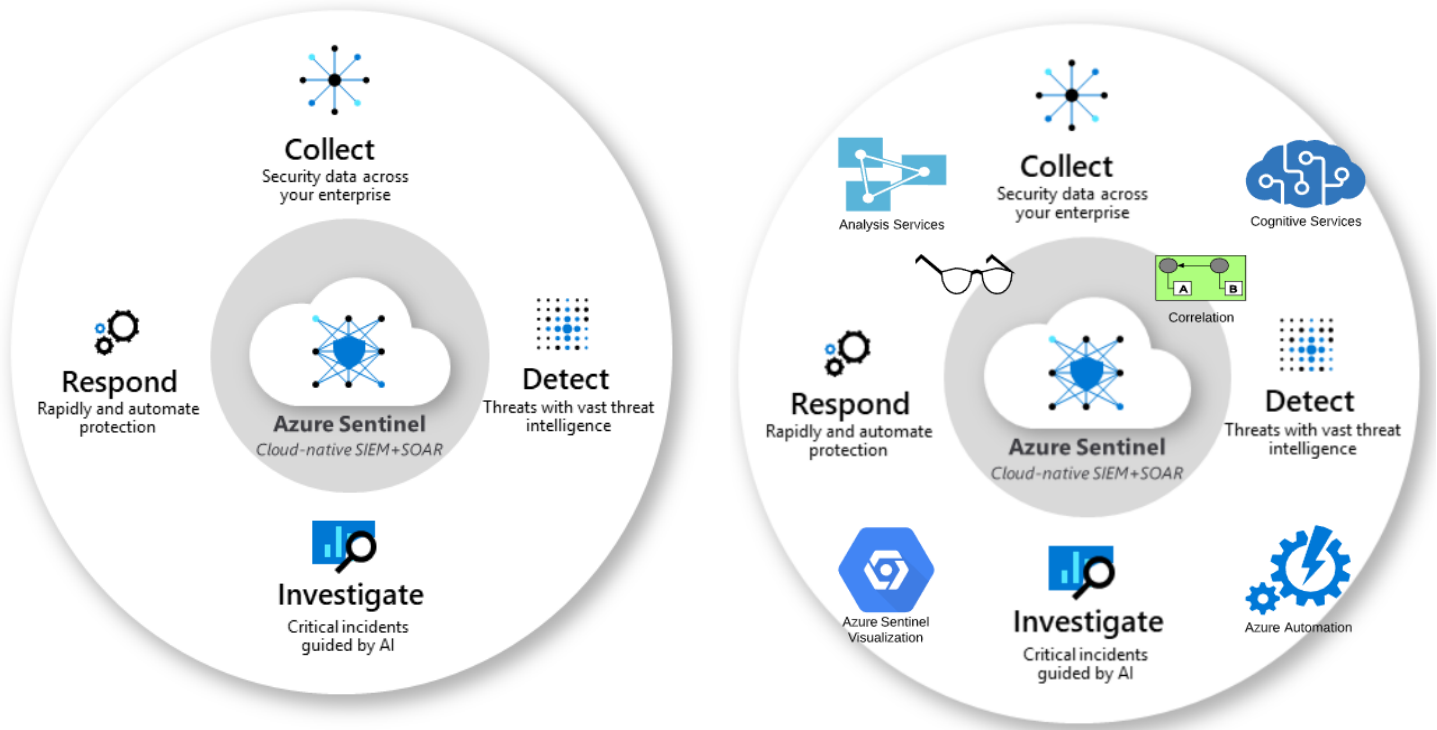 Collect
Security data across
your enterprise
Respond
Rapidly and automate
protection
Detect
Threats with vast threat
intelligence
Azure Sentinel
Cloud-native SIEM+SOAR
Investigate
Critical incidents
guided by AI
Collect
Security data across
your enterprise
Analysis Services
Cognitive Services
A B
Correlation
Respond
Rapidly and automate
protection
Detect
Threats with vast threat
intelligence
Azure Sentinel
Cloud-native SIEM+SOAR
Azure Sentinel
Visualization
Investigate
Critical incidents
guided by AI
Azure Automation